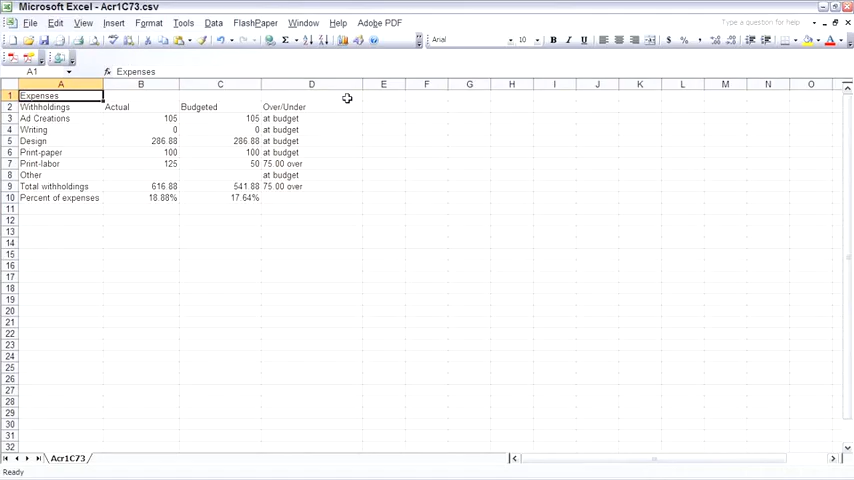 Microsoft Excel - Acr1C73.csv
File Edit View Insert Format Tools Data FlashPaper Window Help Adobe PDF Type a question for help
Arial 10 B I U $ % ,
A1 fx Expenses
A B C D E F G H I J K L M N O
1 Expenses
2 Withholdings Actual Budgeted Over/Under
3 Ad Creations 105 105 at budget
4 Writing 0 0 at budget
5 Design 286.88 286.88 at budget
6 Print-paper 100 100 at budget
7 Print-labor 125 50 75.00 over
8 Other at budget
9 Total withholdings 616.88 541.88 75.00 over
10 Percent of expenses 18.88% 17.64%
11
12
13
14
15
16
17
18
19
20
21
22
23
24
25
26
27
28
29
30
31
32
Acr1C73
Ready